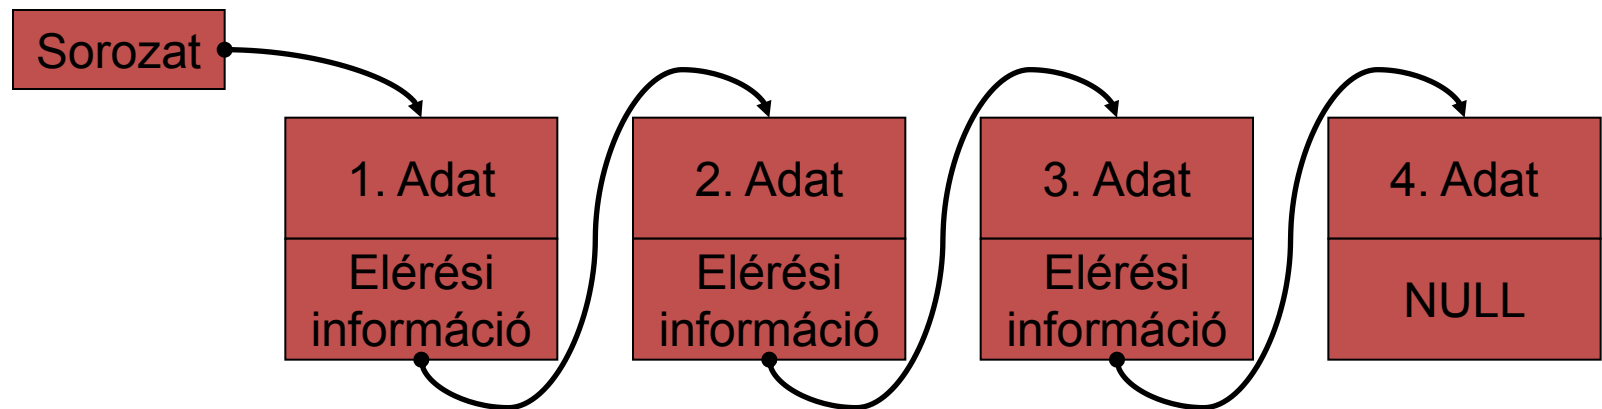 Sorozat
1. Adat
Elérési
információ
2. Adat
Elérési
információ
3. Adat
Elérési
információ
4. Adat
NULL